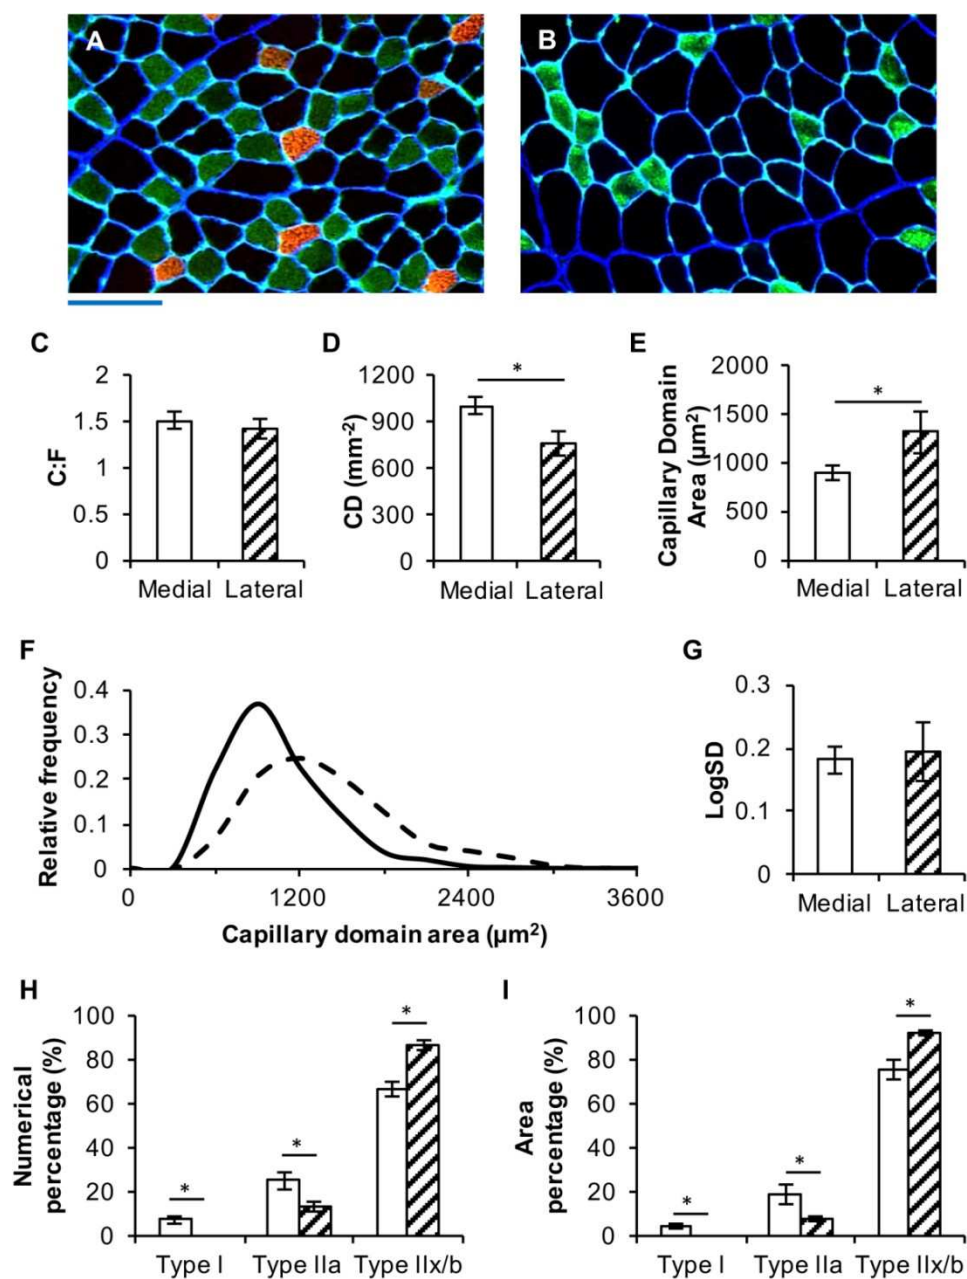 A
B
C
C:F
2
1.5
1
0.5
0
Medial Lateral
D
CD (mm-2)
1200
900
600
300
0
*
Medial Lateral
E
Capillary Domain
Area (µm2)
2000
1500
1000
500
0
*
Medial Lateral
F
Relative frequency
0.4
0.3
0.2
0.1
0
0 1200 2400 3600
Capillary domain area (µm2)
G
LogSD
0.3
0.2
0.1
0
Medial Lateral
H
Numerical
percentage (%)
100
80
60
40
20
0
* * *
Type I Type IIa Type IIx/b
I
Area
percentage (%)
100
80
60
40
20
0
* * *
Type I Type IIa Type IIx/b